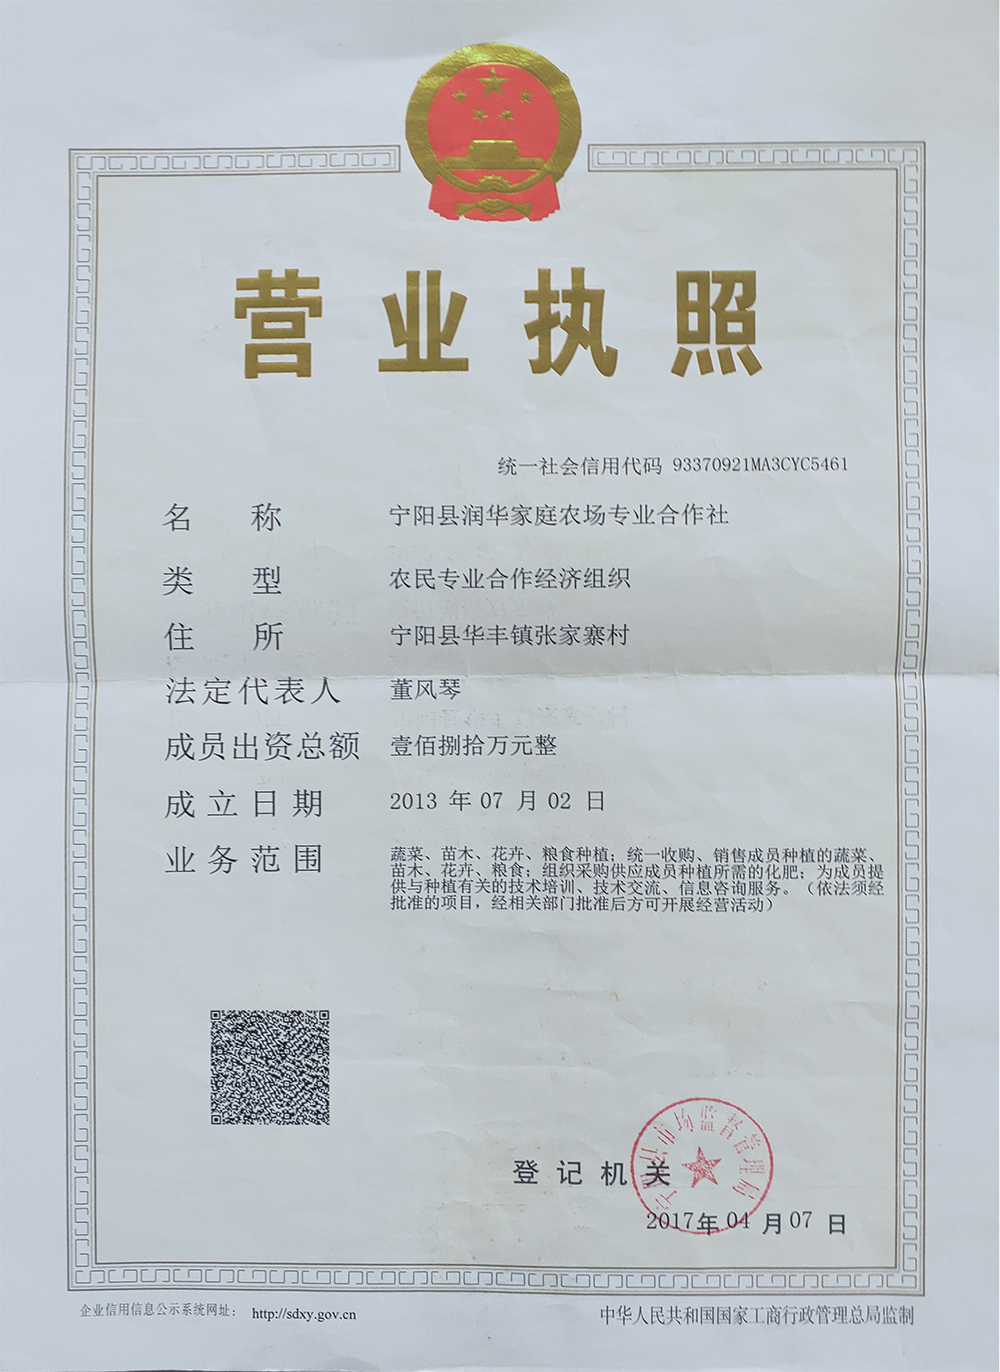 营业执照
统一社会信用代码 93370921MA3CYC5461
名称 宁阳县润华家庭农场专业合作社
类型 农民专业合作经济组织
住所 宁阳县华丰镇张家寨村
法定代表人 董风琴
成员出资总额 壹佰捌拾万元整
成立日期 2013 年 07 月 02 日
业务范围 蔬菜、苗木、花卉、粮食种植；统一收购、销售成员种植的蔬菜、
苗木、花卉、粮食；组织采购供应成员种植所需的化肥；为成员提
供与种植有关的技术培训、技术交流、信息咨询服务。（依法须经
批准的项目，经相关部门批准后方可开展经营活动）
宁阳县市场监督管理局
登记机关
2017年 04 月 07 日
企业信用信息公示系统网址： http://sdxy.gov.cn
中华人民共和国国家工商行政管理总局监制